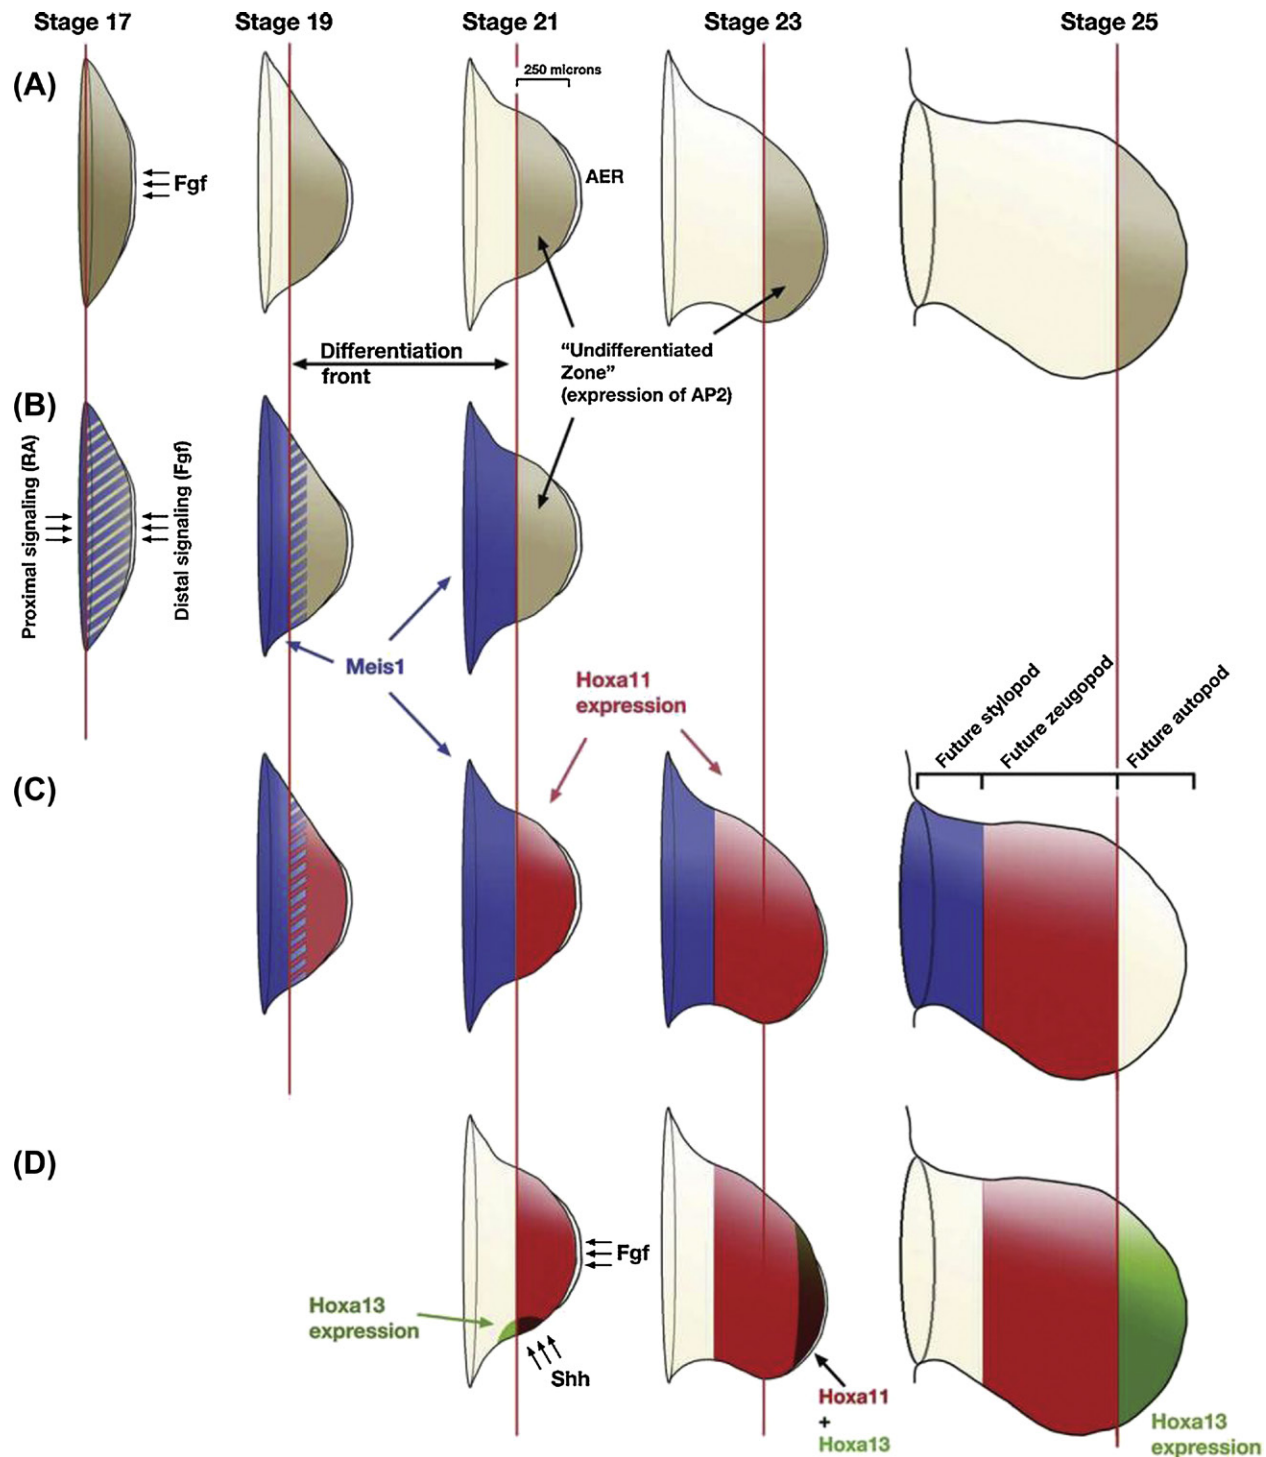 Stage 17
Stage 19
Stage 21
Stage 23
Stage 25
(A)
250 microns
Fgf
AER
Differentiation
front
“Undifferentiated
Zone”
(expression of AP2)
(B)
Proximal signaling (RA)
Distal signaling (Fgf)
Meis1
Hoxa11
expression
Future stylopod
Future zeugopod
Future autopod
(C)
(D)
Fgf
Hoxa13
expression
Shh
Hoxa11
+
Hoxa13
Hoxa13
expression